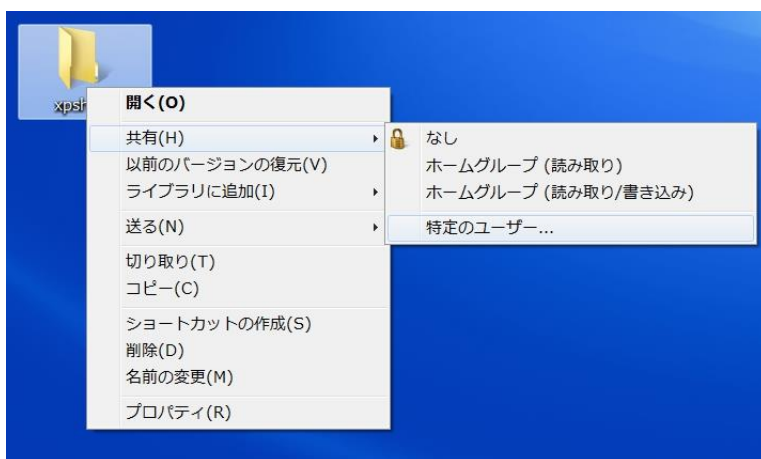 開く(O)
共有(H)
以前のバージョンの復元(V)
ライブラリに追加(I)
送る(N)
切り取り(T)
コピー(C)
ショートカットの作成(S)
削除(D)
名前の変更(M)
プロパティ(R)
なし
ホームグループ (読み取り)
ホームグループ (読み取り/書き込み)
特定のユーザー...